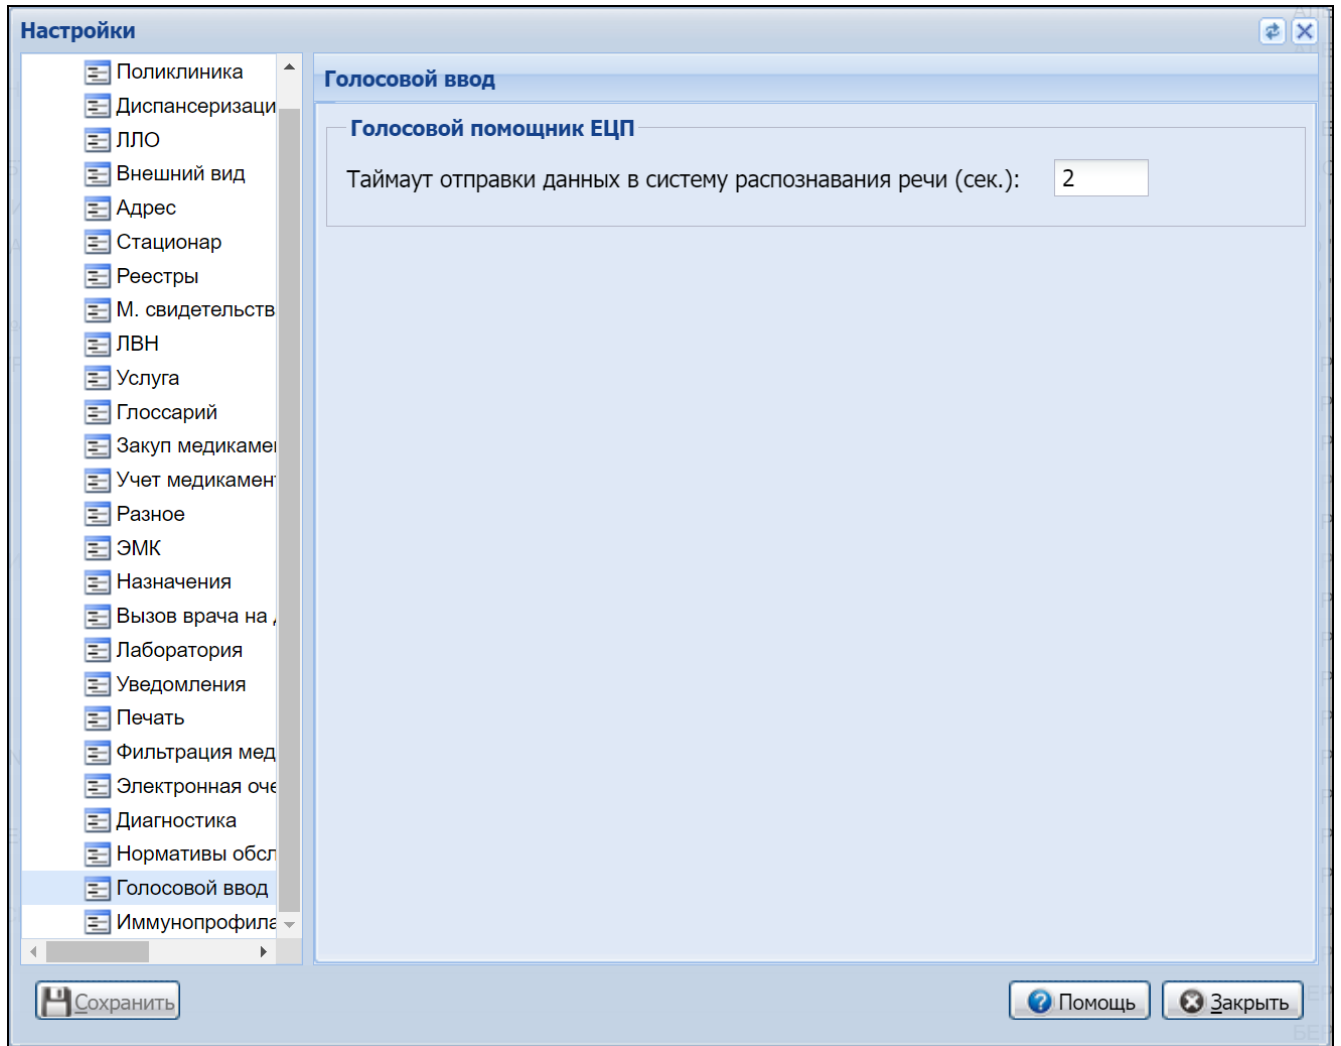 Настройки
Поликлиника
Диспансеризаци
ЛЛО
Внешний вид
Адрес
Стационар
Реестры
М. свидетельств
ЛВН
Услуга
Глоссарий
Закуп медикаме
Учет медикамен
Разное
ЭМК
Назначения
Вызов врача на
Лаборатория
Уведомления
Печать
Фильтрация мед
Электронная оче
Диагностика
Нормативы обсл
Голосовой ввод
Иммунопрофила
Голосовой ввод
Голосовой помощник ЕЦП
Таймаут отправки данных в систему распознавания речи (сек.): 2
Сохранить
Помощь
Закрыть